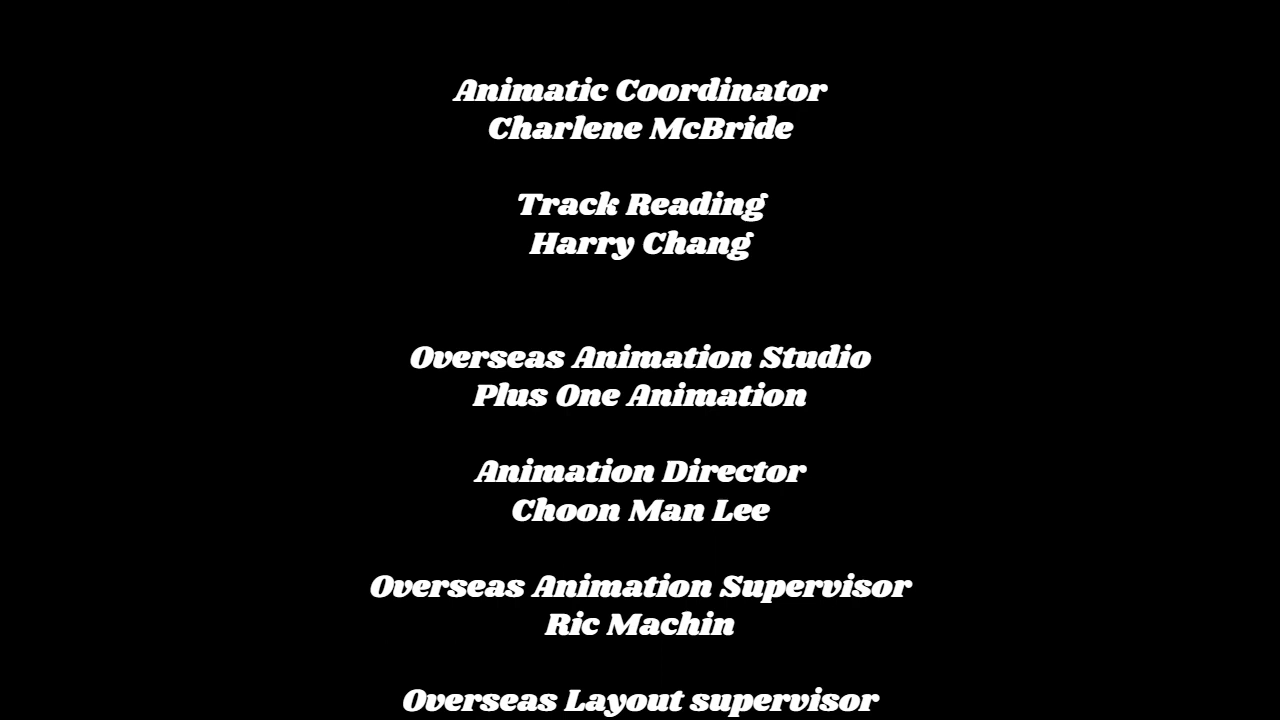 Animatic Coordinator
Charlene McBride
Track Reading
Harry Chang
Overseas Animation Studio
Plus One Animation
Animation Director
Choon Man Lee
Overseas Animation Supervisor
Ric Machin
Overseas Layout supervisor